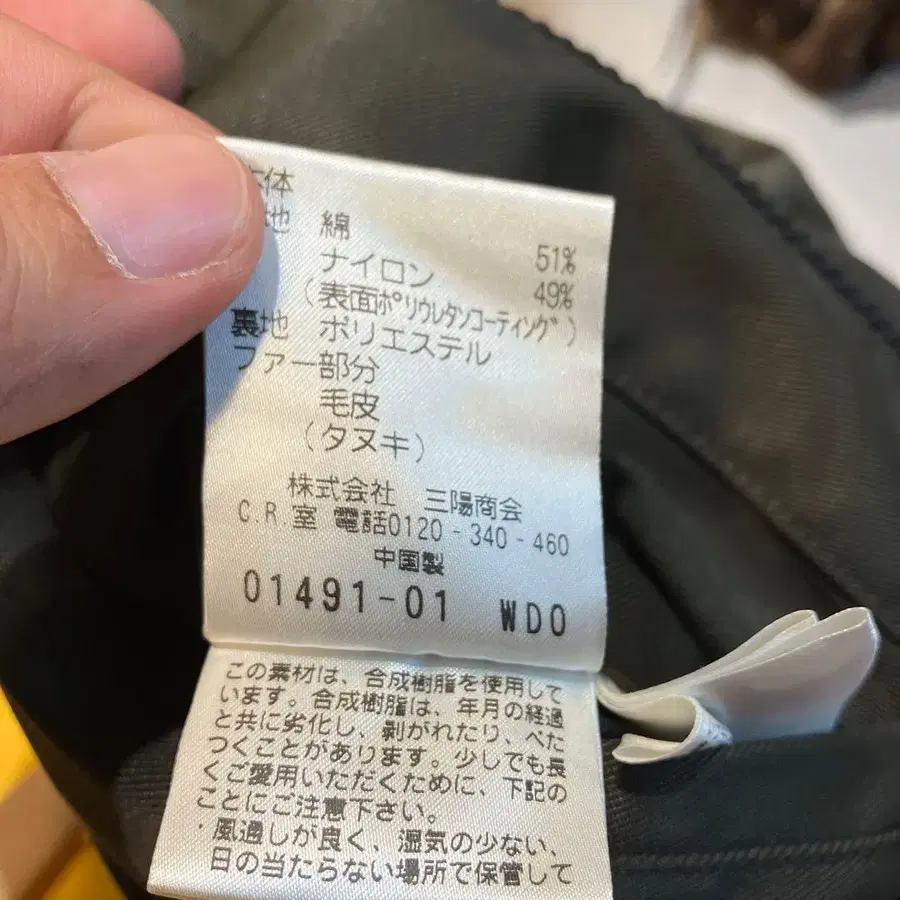 本体
地 綿 51%
ナイロン 49%
(表面ポリウレタンコーティング)
裏地 ポリエステル
ファー部分
毛皮
(タヌキ)
株式会社 三陽商会
C.R.室 電話0120-340-460
中国製
01491-01 WDO
この素材は、合成樹脂を使用して
います。合成樹脂は、年月の経過
と共に劣化し、剥がれたり、べた
つくことがあります。少しでも長
くご愛用いただくために、下記の
ことにご注意下さい。
・風通しが良く、湿気の少ない、
日の当たらない場所で保管して